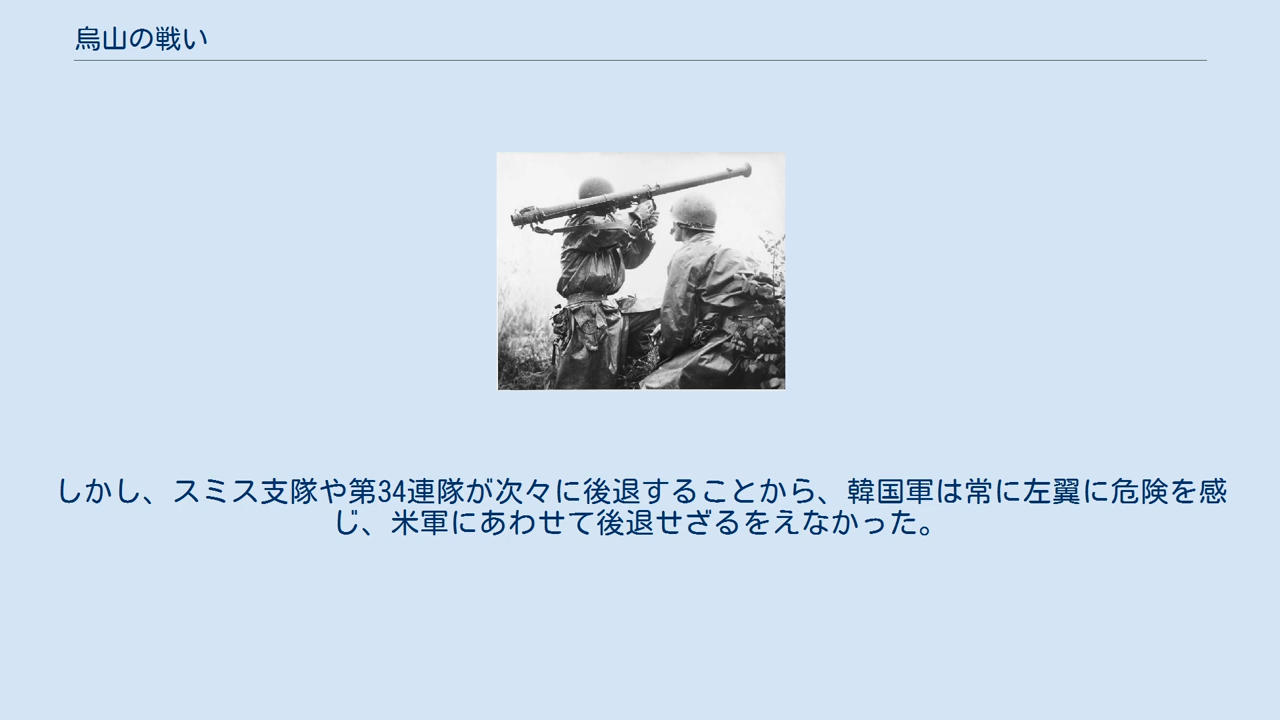 烏山の戦い
しかし、スミス支隊や第34連隊が次々に後退することから、韓国軍は常に左翼に危険を感
じ、米軍にあわせて後退せざるをえなかった。